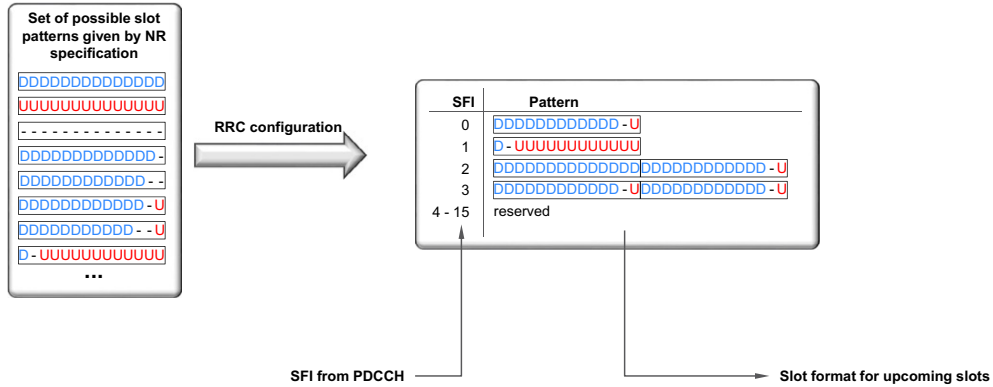 Set of possible slot
patterns given by NR
specification
DDDDDDDDDDDDDD
UUUUUUUUUUUUUU
- - - - - - - - - - - - - -
DDDDDDDDDDDDD -
DDDDDDDDDDDD - -
DDDDDDDDDDDD - U
DDDDDDDDDDD - - U
D - UUUUUUUUUUUU
...
RRC configuration
SFI Pattern
0 DDDDDDDDDDDD - U
1 D - UUUUUUUUUUUU
2 DDDDDDDDDDDDDD DDDDDDDDDDDD - U
3 DDDDDDDDDDDD - U DDDDDDDDDDDD - U
4 - 15 reserved
SFI from PDCCH
Slot format for upcoming slots